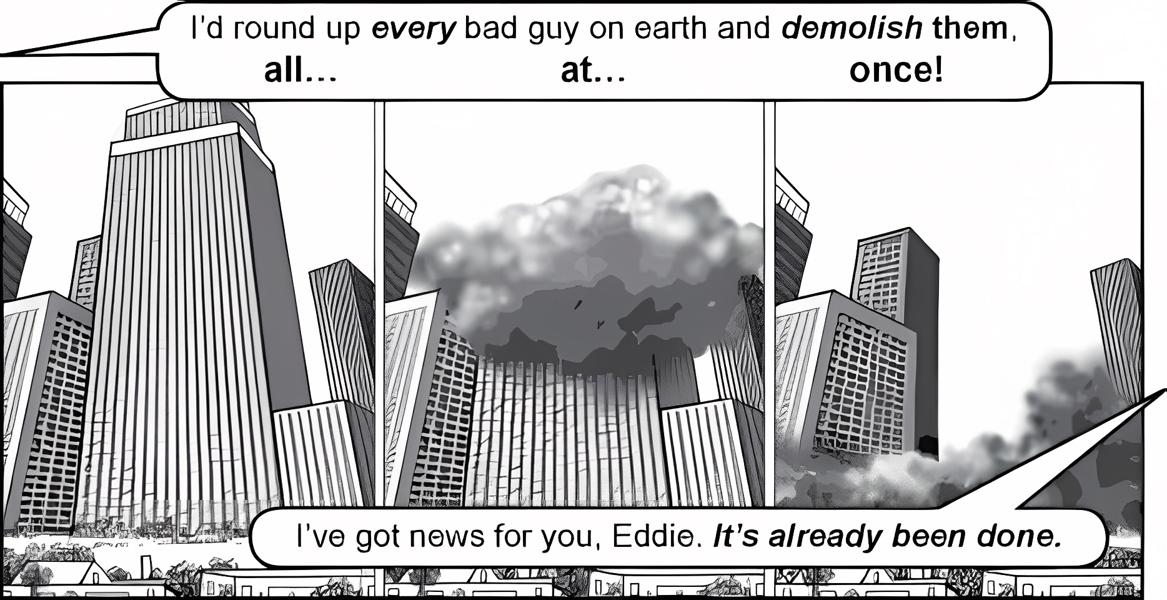 I'd round up every bad guy on earth and demolish them,
all... at... once!
I've got news for you, Eddie. It's already been done.